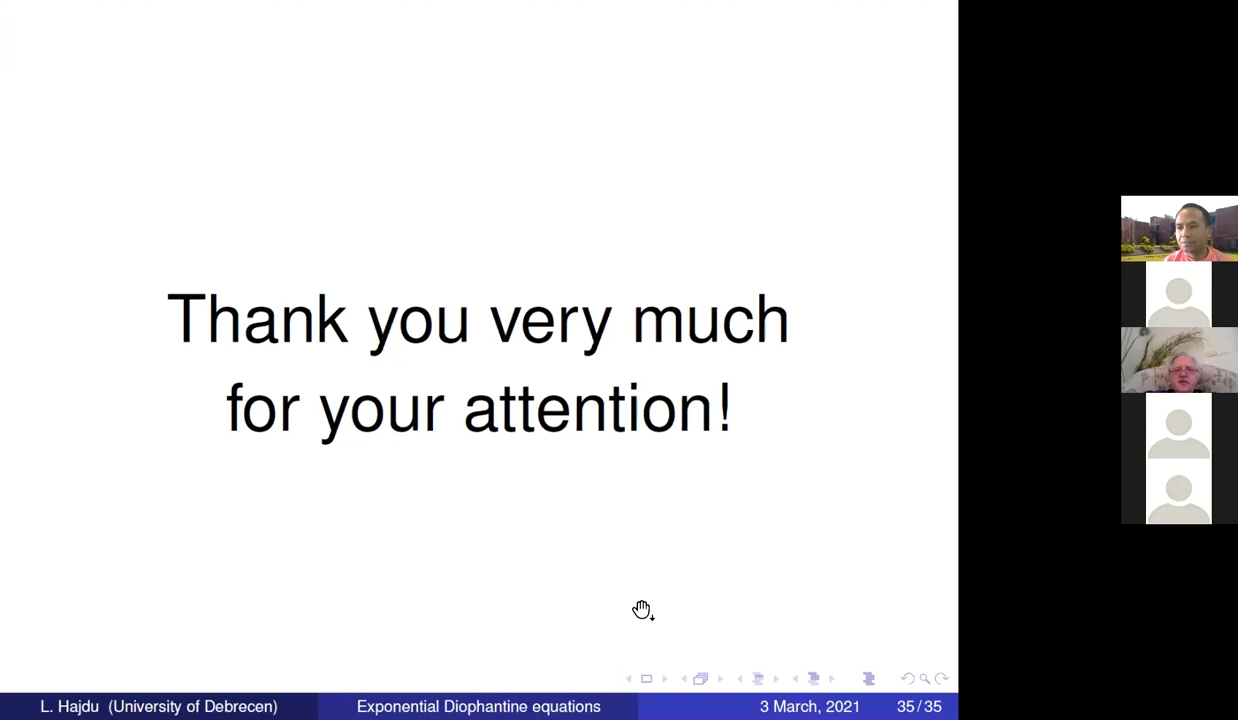 Thank you very much
for your attention!
L. Hajdu (University of Debrecen) Exponential Diophantine equations 3 March, 2021 35/35